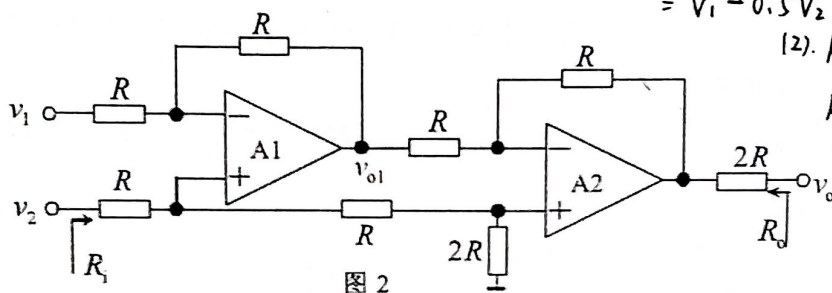 = V₁ - 0.5 V₂
(2).
R
R
v₁
A1
R
R
v₀₁
R
v₂
R
A2
2R
v₀
Rᵢ
R
2R
R₀
图 2